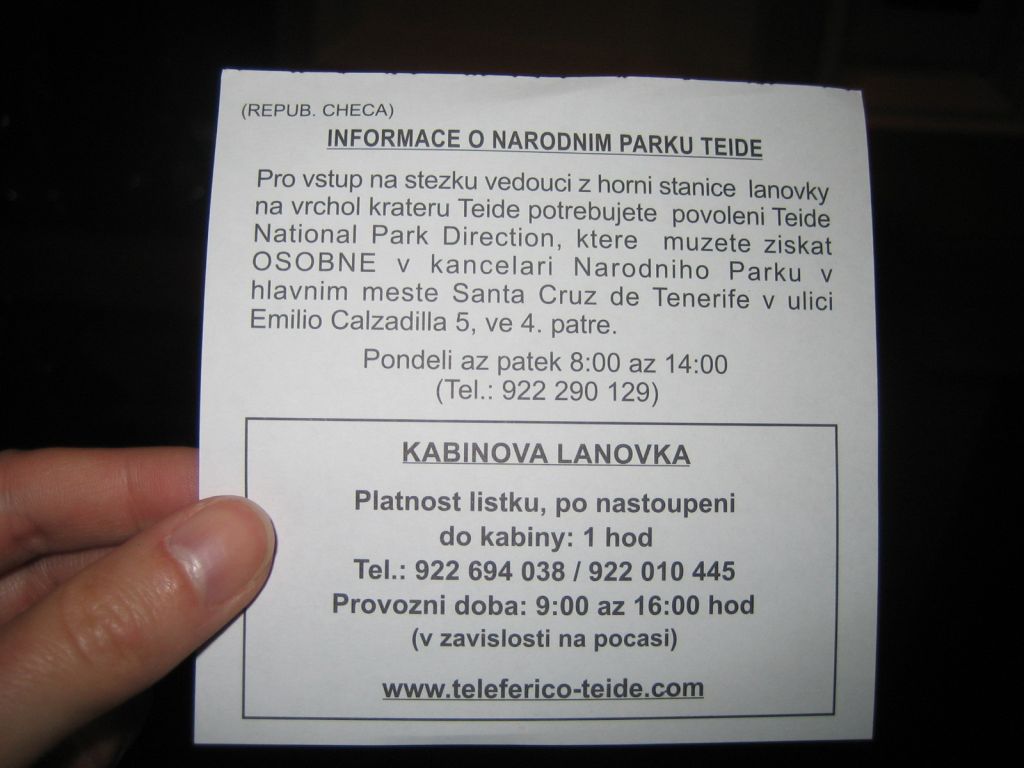 (REPUB. CHECA)
INFORMACE O NARODNIM PARKU TEIDE
Pro vstup na stezku vedouci z horni stanice lanovky
na vrchol krateru Teide potrebujete povoleni Teide
National Park Direction, ktere muzete ziskat
OSOBNE v kancelari Narodniho Parku v
hlavnim meste Santa Cruz de Tenerife v ulici
Emilio Calzadilla 5, ve 4. patre.
Pondeli az patek 8:00 az 14:00
(Tel.: 922 290 129)
KABINOVA LANOVKA
Platnost listku, po nastoupeni
do kabiny: 1 hod
Tel.: 922 694 038 / 922 010 445
Provozni doba: 9:00 az 16:00 hod
(v zavislosti na pocasi)
www.teleferico-teide.com